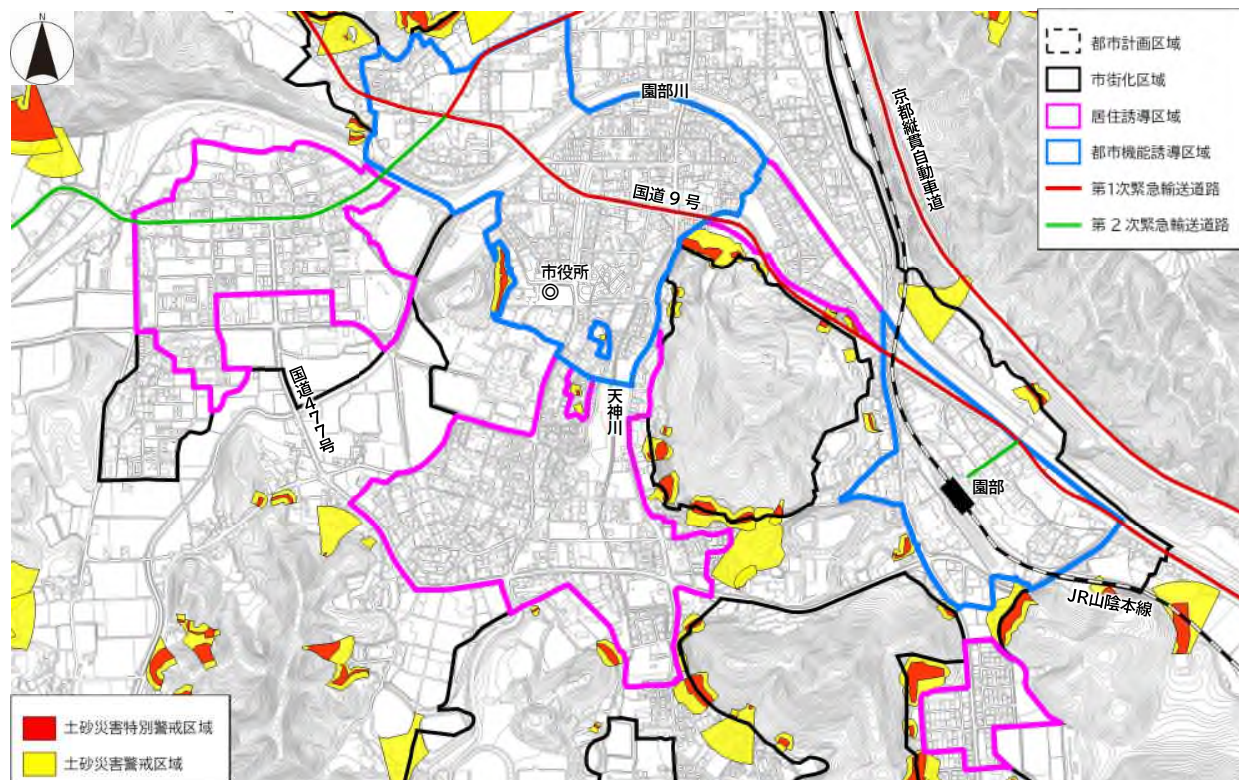 N
都市計画区域
市街化区域
居住誘導区域
都市機能誘導区域
第1次緊急輸送道路
第2次緊急輸送道路
園部川
京都縦貫自動車道
国道9号
市役所
国道477号
天神川
園部
JR山陰本線
土砂災害特別警戒区域
土砂災害警戒区域